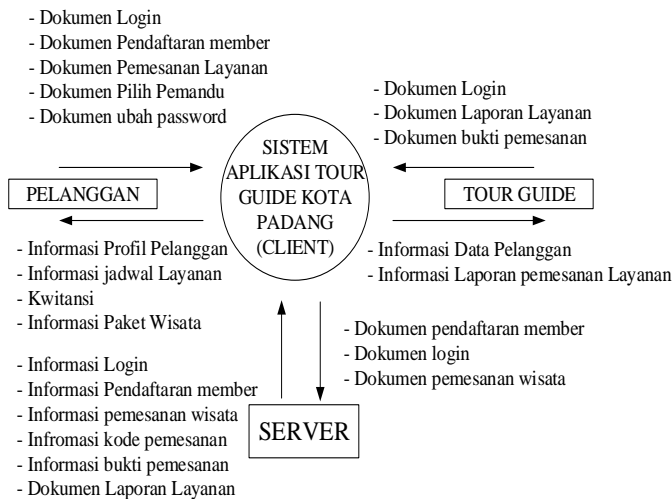 - Dokumen Login
- Dokumen Pendaftaran member
- Dokumen Pemesanan Layanan
- Dokumen Pilih Pemandu
- Dokumen ubah password
- Dokumen Login
- Dokumen Laporan Layanan
- Dokumen bukti pemesanan
SISTEM
APLIKASI TOUR
GUIDE KOTA
PADANG
(CLIENT)
PELANGGAN
TOUR GUIDE
- Informasi Profil Pelanggan
- Informasi jadwal Layanan
- Kwitansi
- Informasi Paket Wisata
- Informasi Data Pelanggan
- Informasi Laporan pemesanan Layanan
- Dokumen pendaftaran member
- Dokumen login
- Dokumen pemesanan wisata
- Informasi Login
- Informasi Pendaftaran member
- Informasi pemesanan wisata
- Infromasi kode pemesanan
- Informasi bukti pemesanan
- Dokumen Laporan Layanan
SERVER